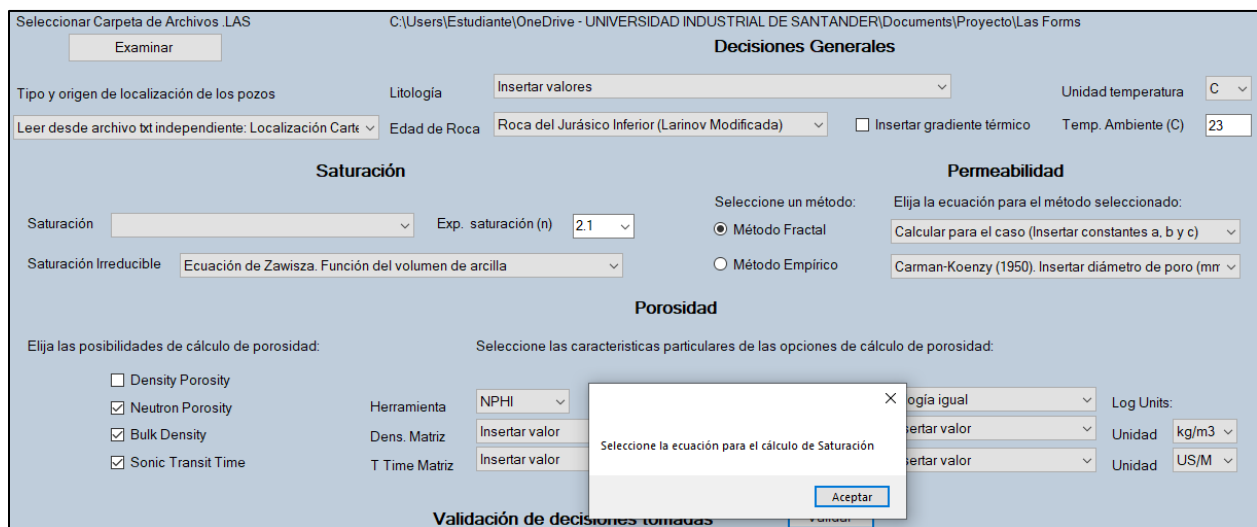 Seleccionar Carpeta de Archivos .LAS
C:\Users\Estudiante\OneDrive - UNIVERSIDAD INDUSTRIAL DE SANTANDER\Documents\Proyecto\Las Forms
Examinar
Decisiones Generales
Tipo y origen de localización de los pozos
Litología
Insertar valores
Unidad temperatura
C
Leer desde archivo txt independiente: Localización Carte
Edad de Roca
Roca del Jurásico Inferior (Larinov Modificada)
Insertar gradiente térmico
Temp. Ambiente (C)
23
Saturación
Permeabilidad
Seleccione un método:
Elija la ecuación para el método seleccionado:
Saturación
Exp. saturación (n)
2.1
Método Fractal
Calcular para el caso (Insertar constantes a, b y c)
Saturación Irreducible
Ecuación de Zawisza. Función del volumen de arcilla
Método Empírico
Carman-Koenzy (1950). Insertar diámetro de poro (mm
Porosidad
Elija las posibilidades de cálculo de porosidad:
Seleccione las caracteristicas particulares de las opciones de cálculo de porosidad:
Density Porosity
Neutron Porosity
Herramienta
NPHI
ogía igual
Log Units:
Bulk Density
Dens. Matriz
Insertar valor
sertar valor
Unidad
kg/m3
Seleccione la ecuación para el cálculo de Saturación
Sonic Transit Time
T Time Matriz
Insertar valor
sertar valor
Unidad
US/M
Aceptar
Validación de decisiones tomadas
Validar